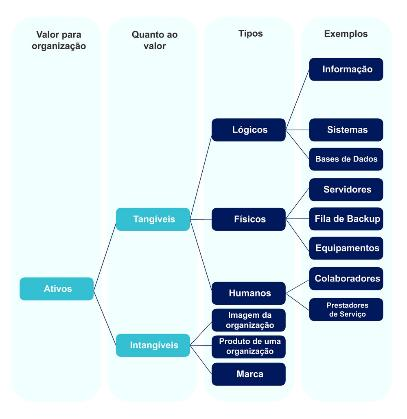 Valor para
organização
Quanto ao
valor
Tipos
Exemplos
Informação
Lógicos
Sistemas
Bases de Dados
Servidores
Tangíveis
Físicos
Fila de Backup
Equipamentos
Colaboradores
Ativos
Humanos
Prestadores
de Serviço
Imagem da
organização
Intangíveis
Produto de uma
organização
Marca